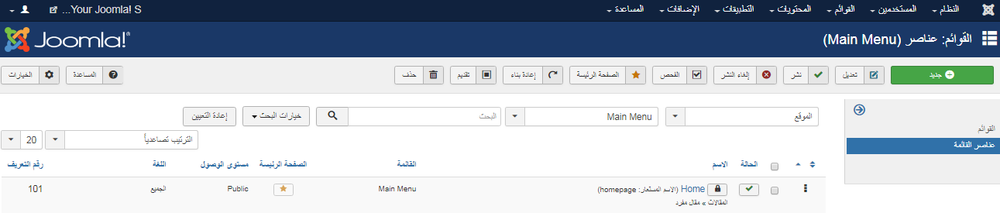 النظام المستخدمين القوائم المحتويات التطبيقات الإضافات المساعدة Your Joomla! S...
القوائم: عناصر (Main Menu) Joomla!®
جديد تعديل نشر إلغاء النشر الفحص الصفحة الرئيسة إعادة بناء تقديم حذف المساعدة الخيارات
الموقع Main Menu البحث خيارات البحث إعادة التعيين
القوائم
الترتيب تصاعدياً 20
عناصر القائمة
الحالة الاسم القائمة الصفحة الرئيسة مستوى الوصول اللغة رقم التعريف
Home (الاسم المستعار: homepage) Main Menu Public الجميع 101
المقالات » مقال مفرد